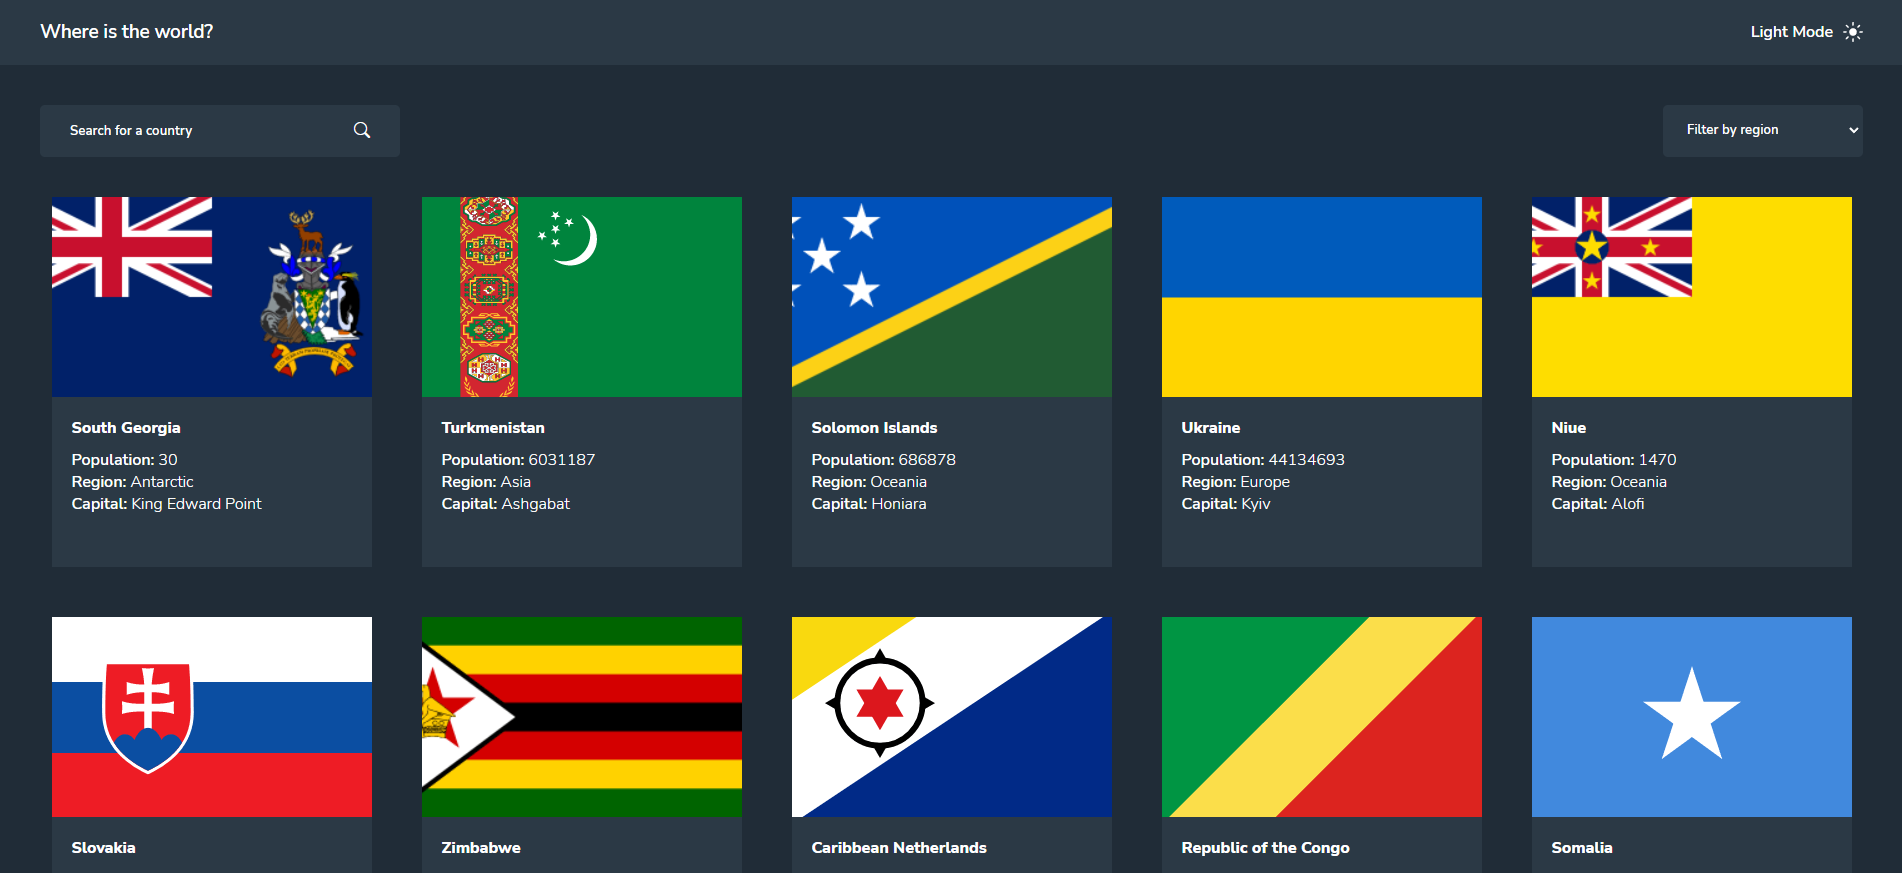 Where is the world?
Light Mode
Search for a country
Filter by region
South Georgia
Population: 30
Region: Antarctic
Capital: King Edward Point
Turkmenistan
Population: 6031187
Region: Asia
Capital: Ashgabat
Solomon Islands
Population: 686878
Region: Oceania
Capital: Honiara
Ukraine
Population: 44134693
Region: Europe
Capital: Kyiv
Niue
Population: 1470
Region: Oceania
Capital: Alofi
Slovakia
Zimbabwe
Caribbean Netherlands
Republic of the Congo
Somalia